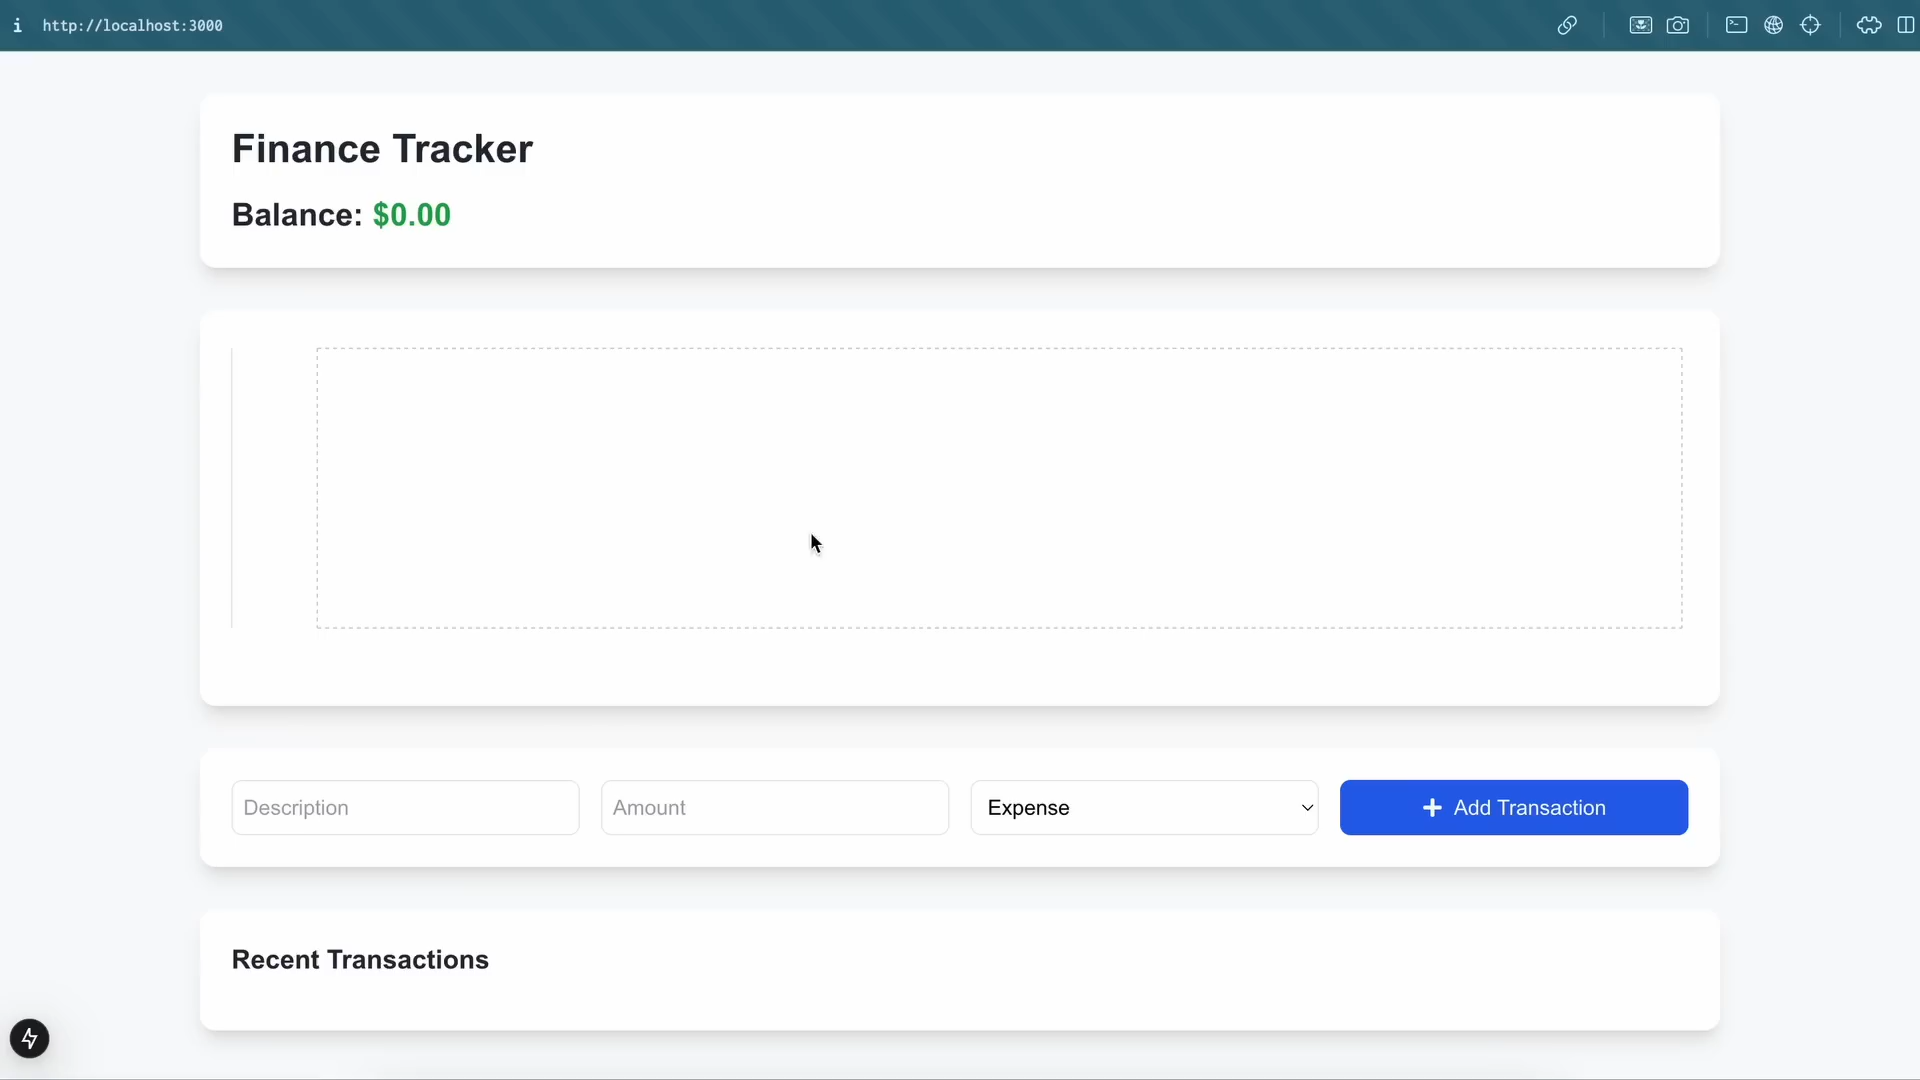 i http://localhost:3000
Finance Tracker
Balance: $0.00
Description Amount Expense Add Transaction
Recent Transactions